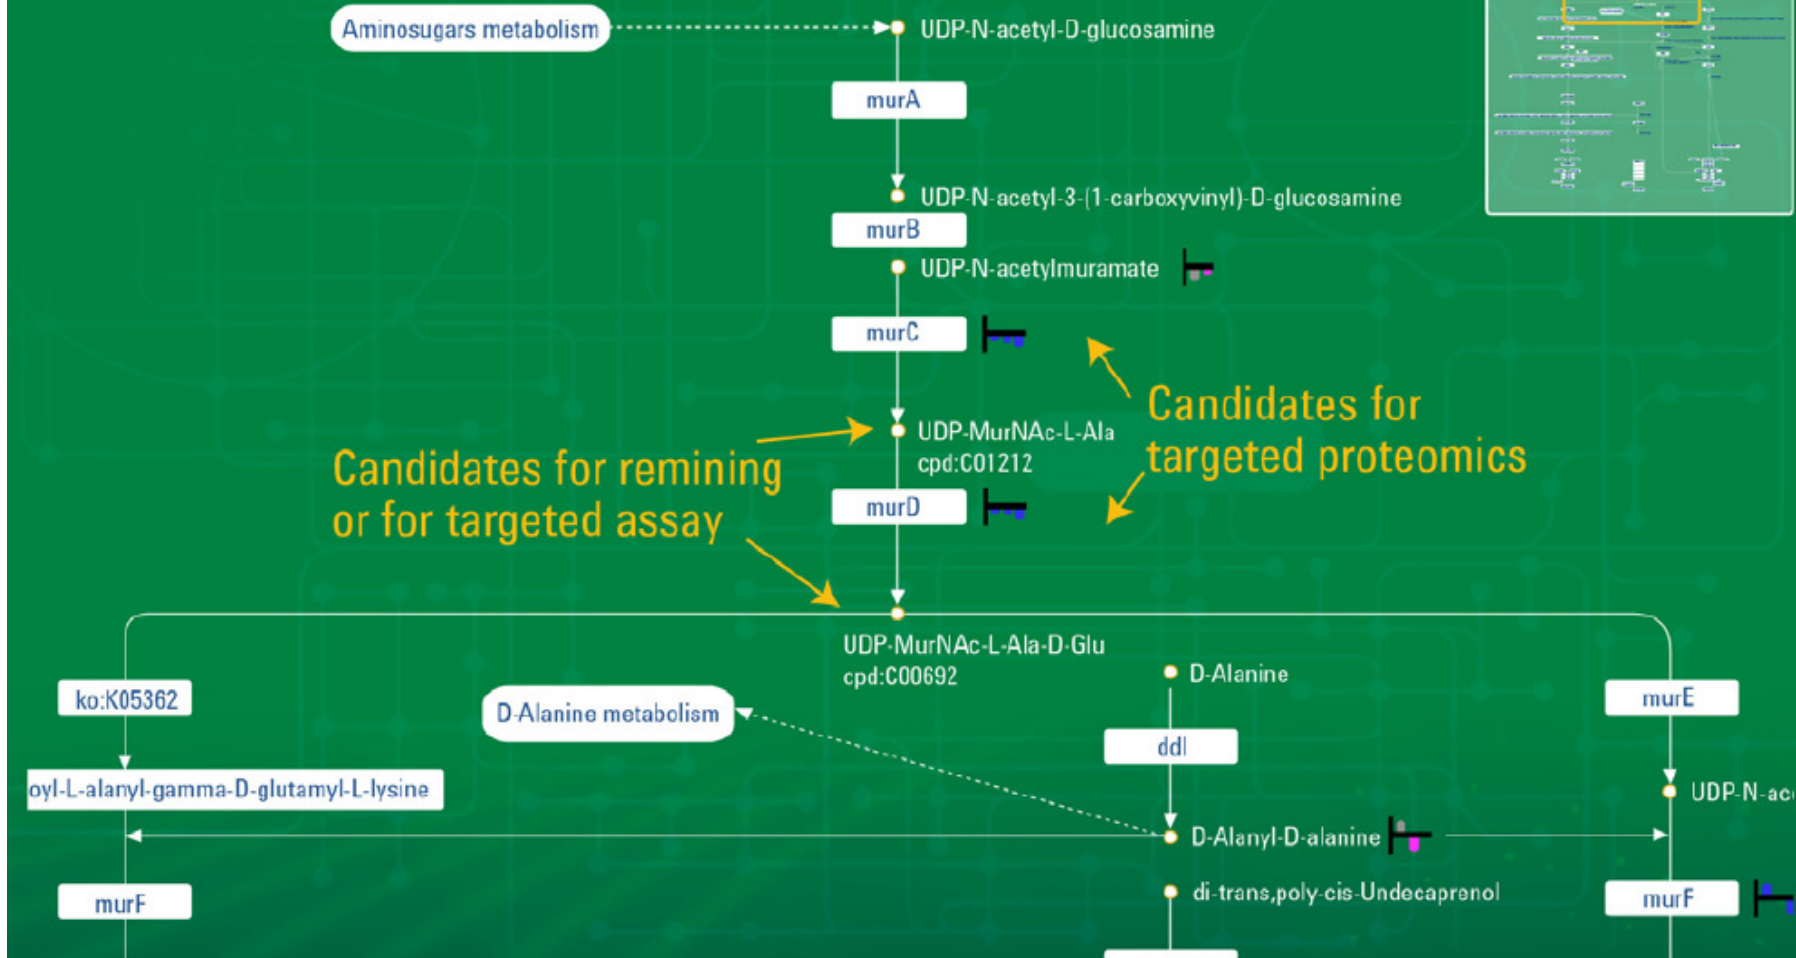 Aminosugars metabolism
UDP-N-acetyl-D-glucosamine
murA
UDP-N-acetyl-3-(1-carboxyvinyl)-D-glucosamine
murB
UDP-N-acetylmuramate
murC
Candidates for
targeted proteomics
UDP-MurNAc-L-Ala
cpd:C01212
Candidates for remining
or for targeted assay
murD
UDP-MurNAc-L-Ala-D-Glu
cpd:C00692
D-Alanine
ko:K05362
D-Alanine metabolism
murE
ddl
oyl-L-alanyl-gamma-D-glutamyl-L-lysine
UDP-N-ac
D-Alanyl-D-alanine
di-trans,poly-cis-Undecaprenol
murF
murF